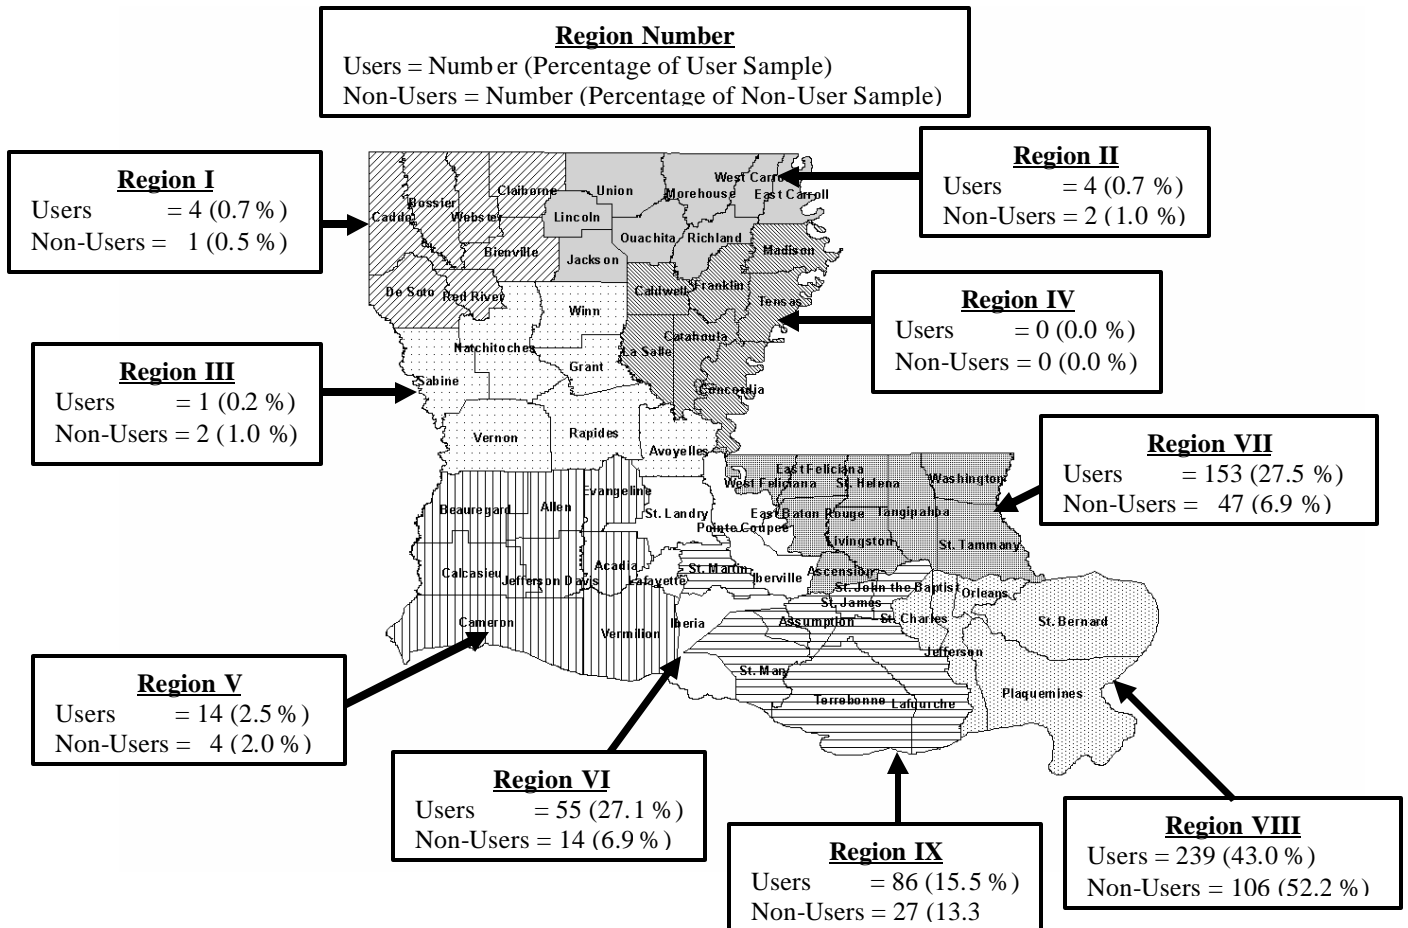 Region Number
Users = Number (Percentage of User Sample)
Non-Users = Number (Percentage of Non-User Sample)
Region I
Users = 4 (0.7 %)
Non-Users = 1 (0.5 %)
Region II
Users = 4 (0.7 %)
Non-Users = 2 (1.0 %)
Region IV
Users = 0 (0.0 %)
Non-Users = 0 (0.0 %)
Region III
Users = 1 (0.2 %)
Non-Users = 2 (1.0 %)
Region VII
Users = 153 (27.5 %)
Non-Users = 47 (6.9 %)
Region V
Users = 14 (2.5 %)
Non-Users = 4 (2.0 %)
Region VI
Users = 55 (27.1 %)
Non-Users = 14 (6.9 %)
Region IX
Users = 86 (15.5 %)
Non-Users = 27 (13.3
Region VIII
Users = 239 (43.0 %)
Non-Users = 106 (52.2 %)
Caddo
Bossier
Webster
Claiborne
Bienville
De Soto
Red River
Union
Lincoln
Jackson
Ouachita
Morehouse
Richland
West Carroll
East Carroll
Madison
Franklin
Caldwell
Tensas
Catahoula
La Salle
Concordia
Winn
Natchitoches
Grant
Sabine
Vernon
Rapides
Avoyelles
Beauregard
Allen
Evangeline
St. Landry
Pointe Coupee
West Feliciana
East Feliciana
St. Helena
Washington
East Baton Rouge
Tangipahoa
Livingston
St. Tammany
Calcasieu
Jefferson Davis
Acadia
Lafayette
St. Martin
Iberville
Ascension
St. John the Baptist
Orleans
St. James
St. Charles
St. Bernard
Cameron
Vermilion
Iberia
Assumption
Jefferson
St. Mary
Terrebonne
Lafourche
Plaquemines